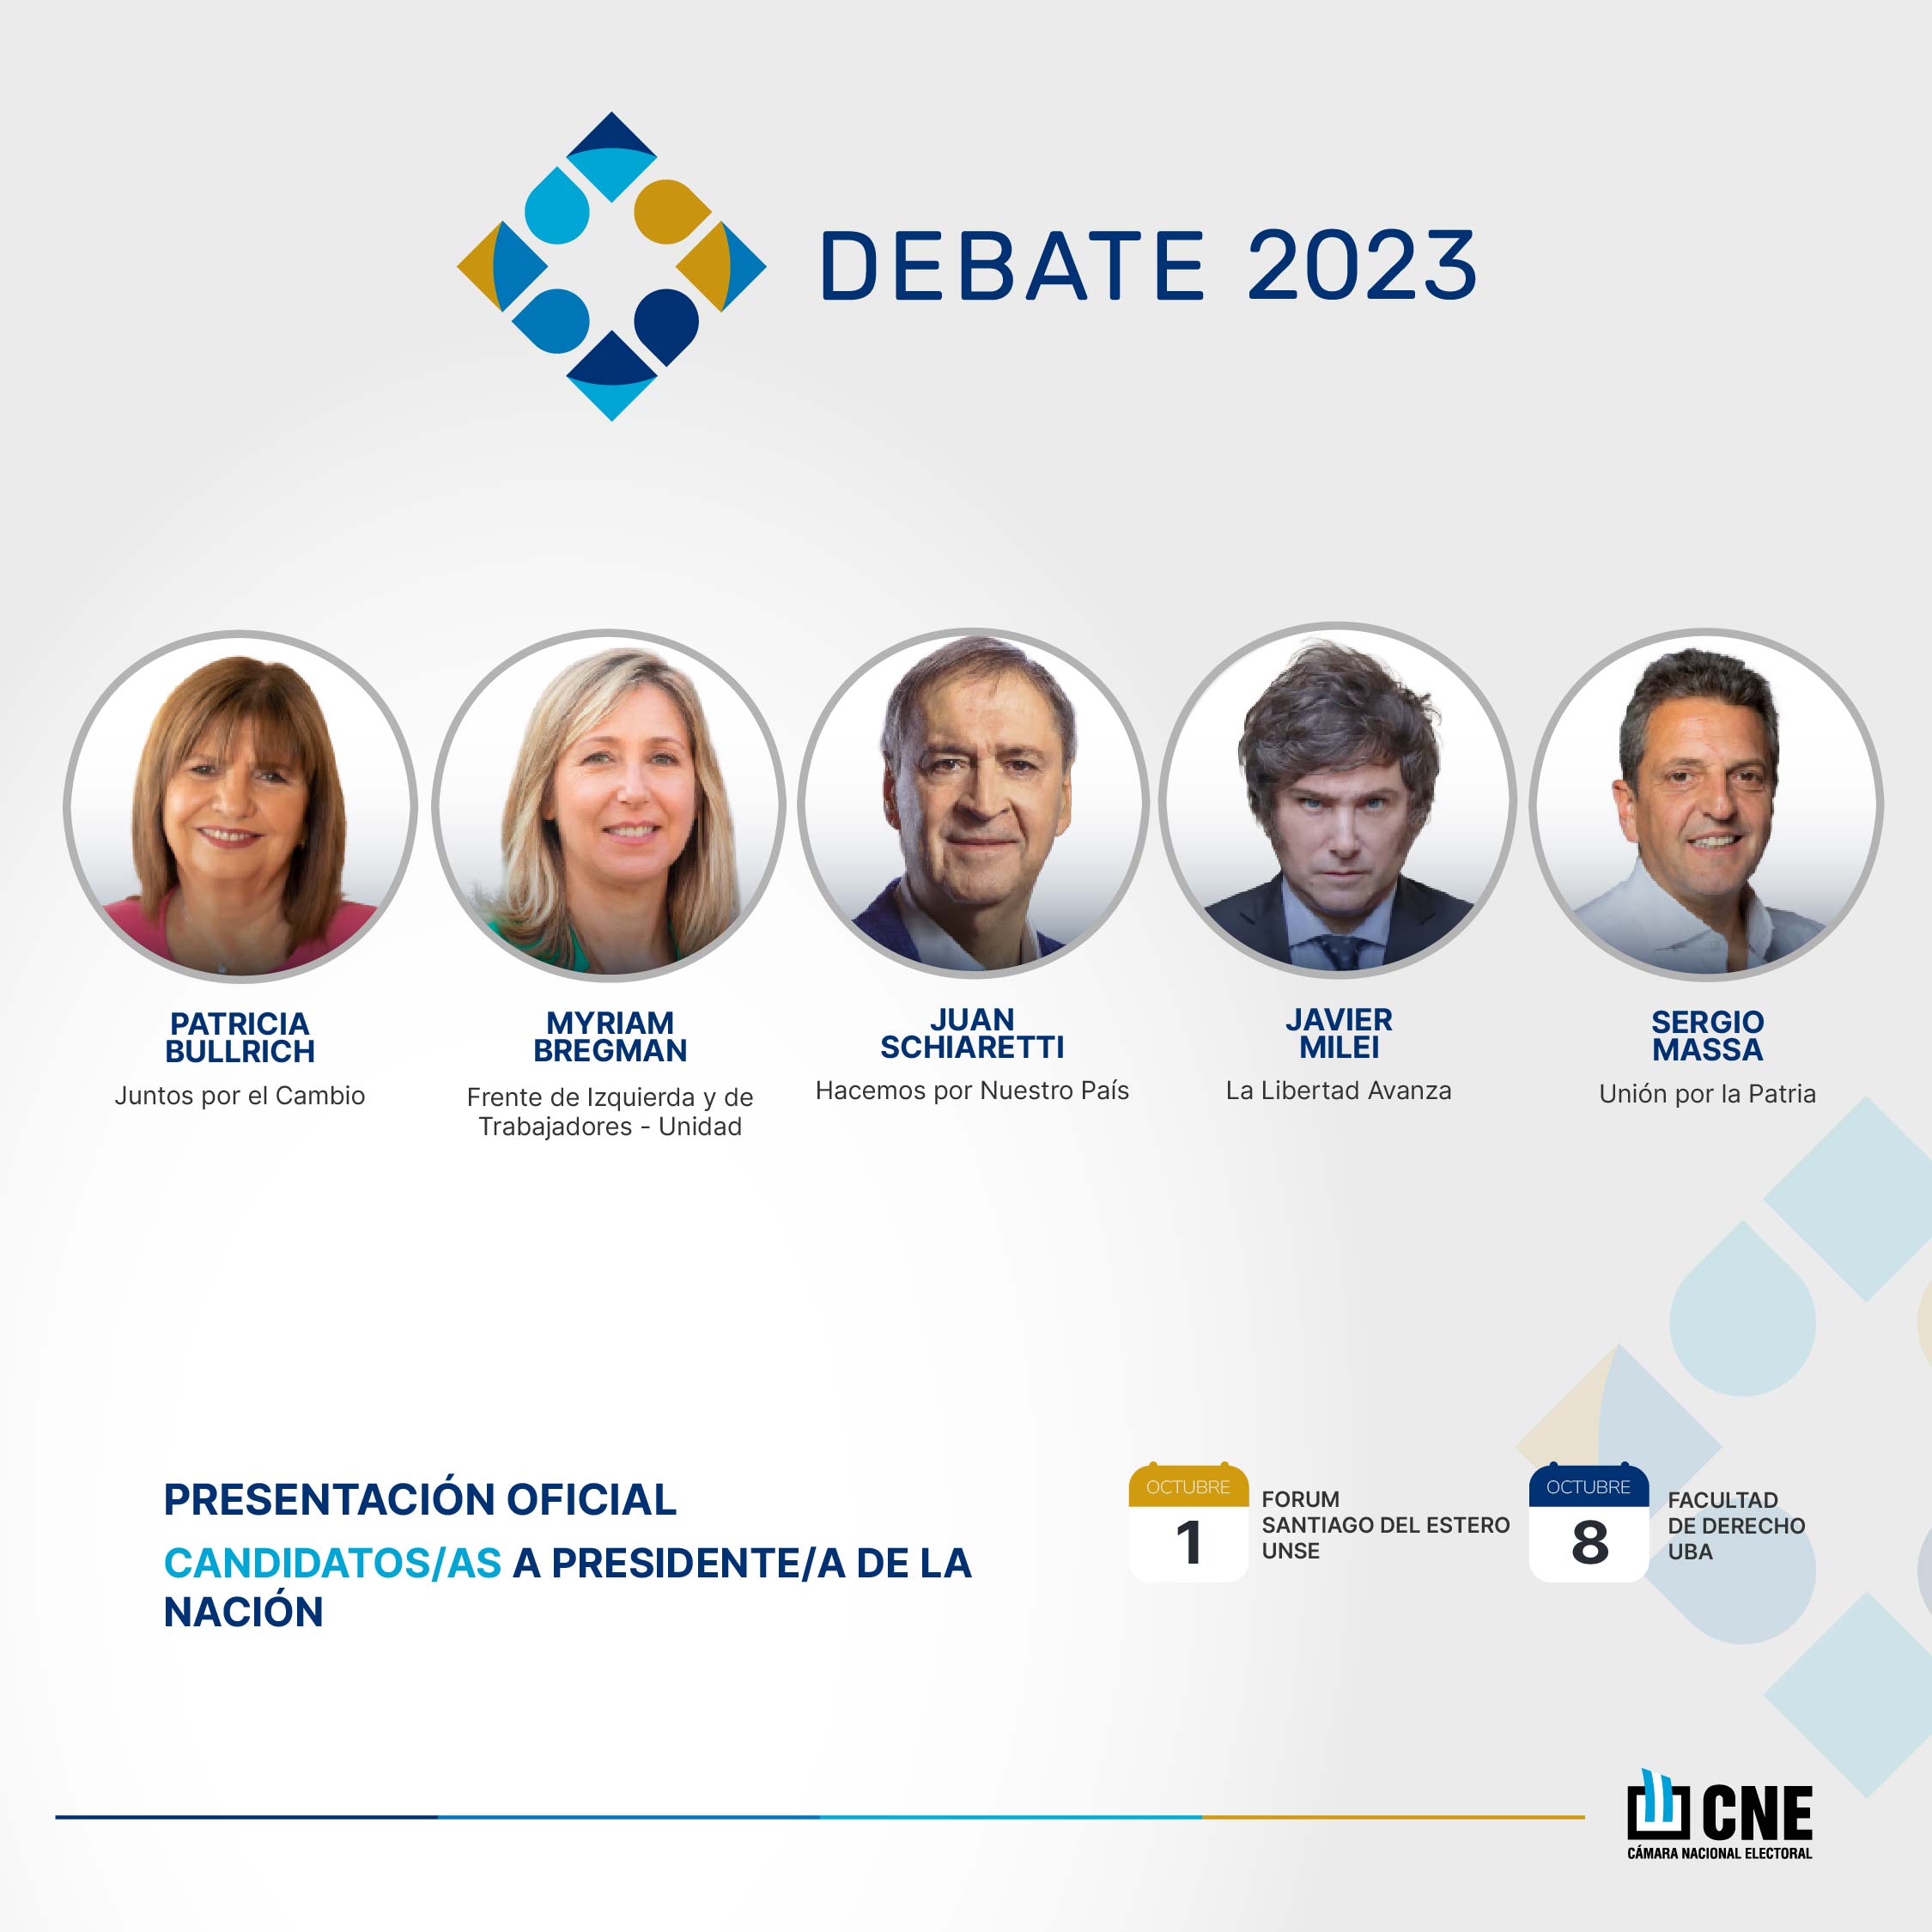 DEBATE 2023
PATRICIA
BULLRICH
Juntos por el Cambio
MYRIAM
BREGMAN
Frente de Izquierda y de
Trabajadores - Unidad
JUAN
SCHIARETTI
Hacemos por Nuestro País
JAVIER
MILEI
La Libertad Avanza
SERGIO
MASSA
Unión por la Patria
PRESENTACIÓN OFICIAL
CANDIDATOS/AS A PRESIDENTE/A DE LA
NACIÓN
OCTUBRE
1
FORUM
SANTIAGO DEL ESTERO
UNSE
OCTUBRE
8
FACULTAD
DE DERECHO
UBA
CNE
CÁMARA NACIONAL ELECTORAL